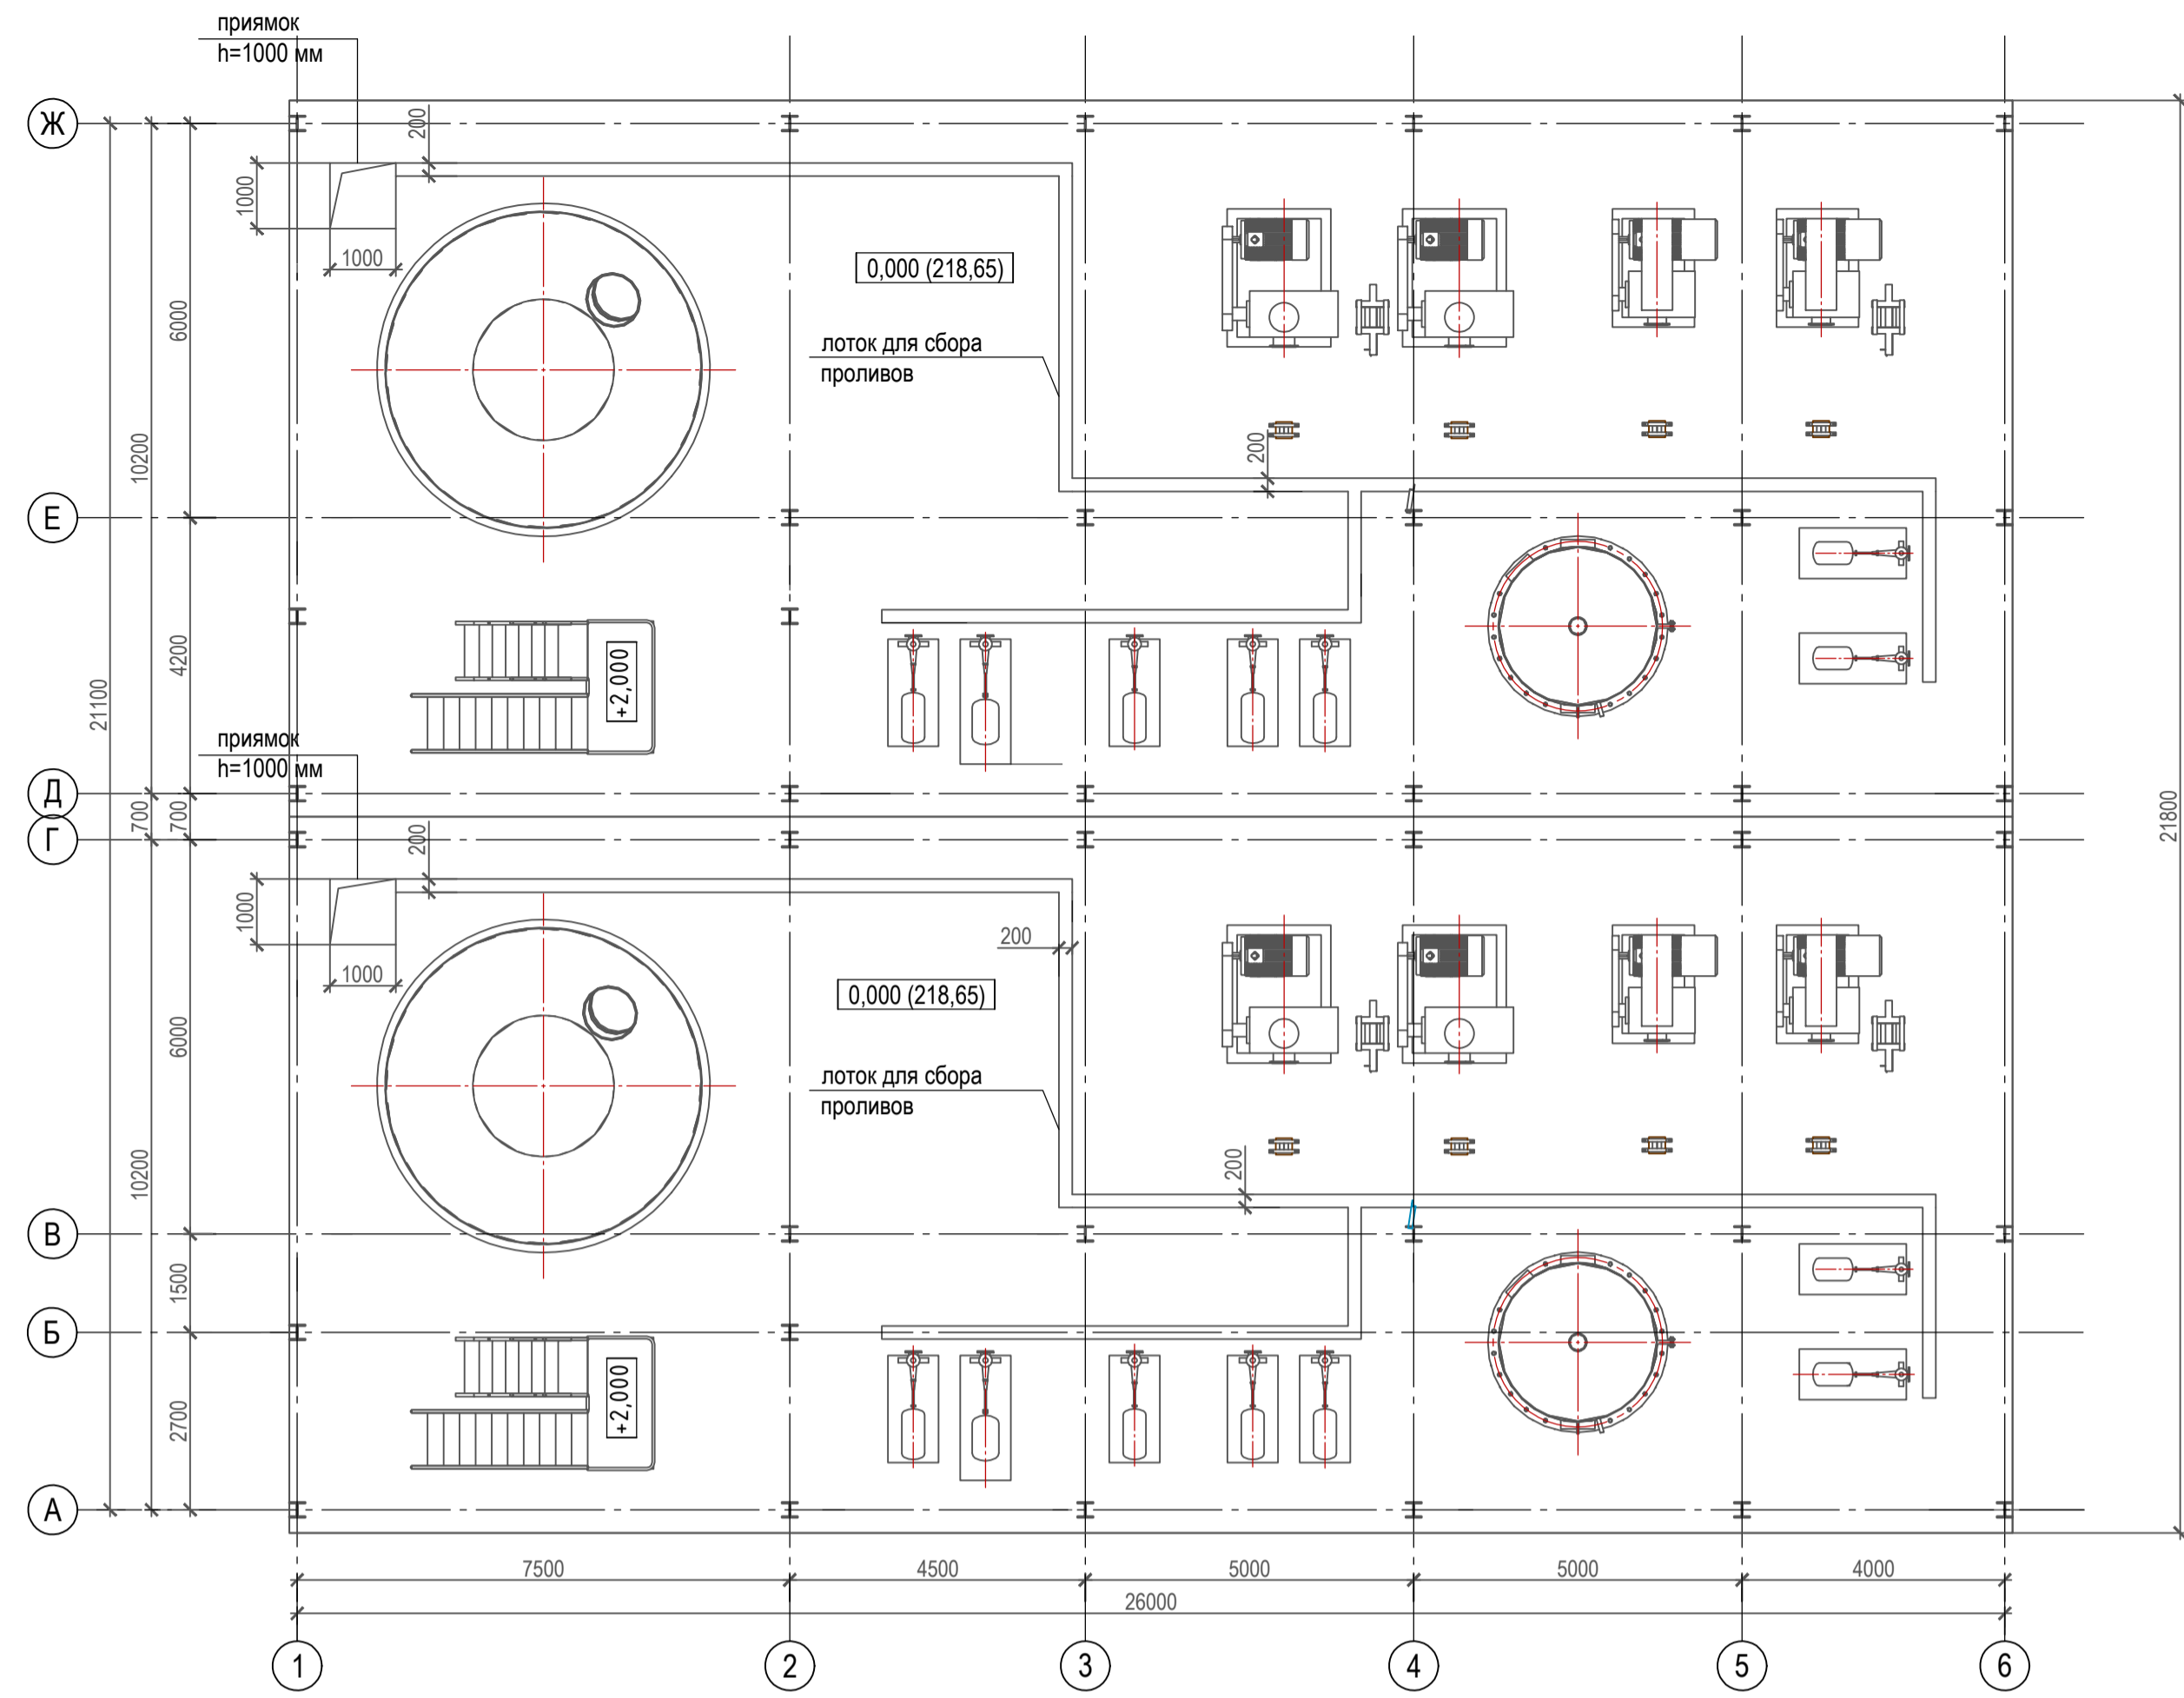 приямок
h=1000 мм
Ж
200
1000
1000
0,000 (218,65)
6000
лоток для сбора
проливов
10200
200
Е
4200
+2,000
21100
приямок
h=1000 мм
Д
700
700
21800
Г
200
1000
200
1000
0,000 (218,65)
6000
лоток для сбора
проливов
10200
200
В
1500
Б
+2,000
2700
А
7500
4500
5000
5000
4000
26000
1
2
3
4
5
6